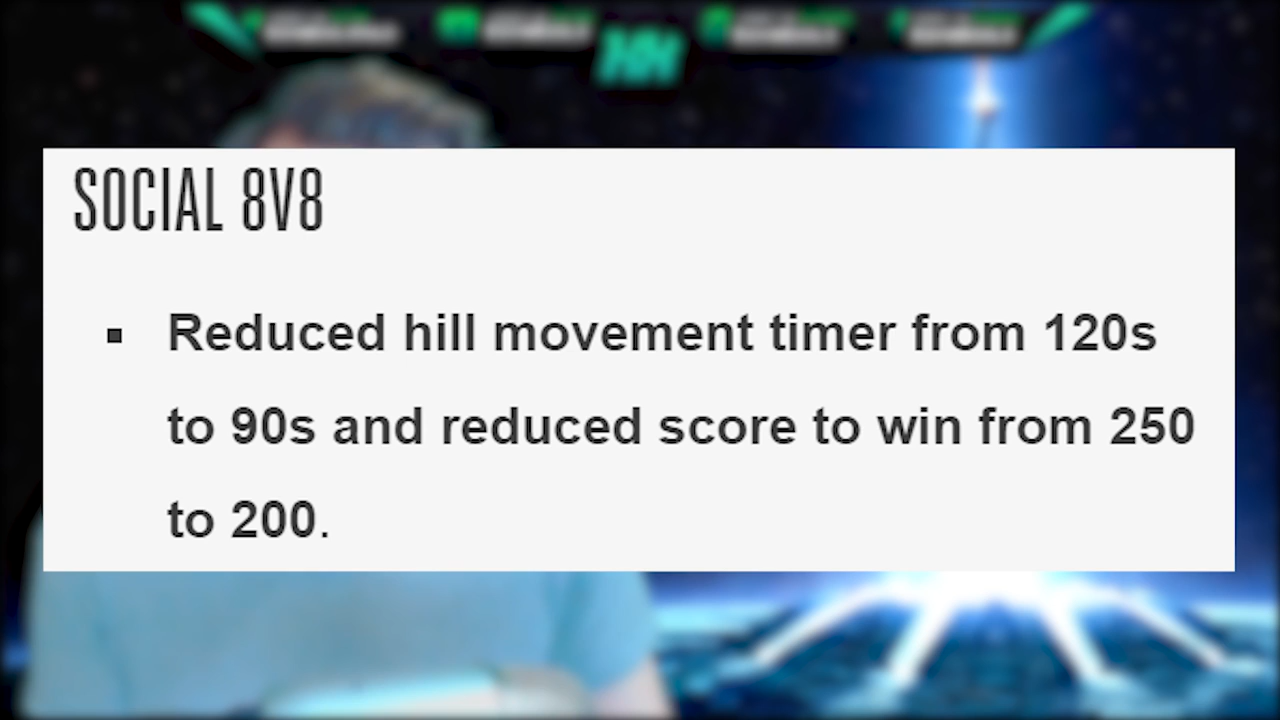 HH
SOCIAL 8V8
▪ Reduced hill movement timer from 120s
to 90s and reduced score to win from 250
to 200.